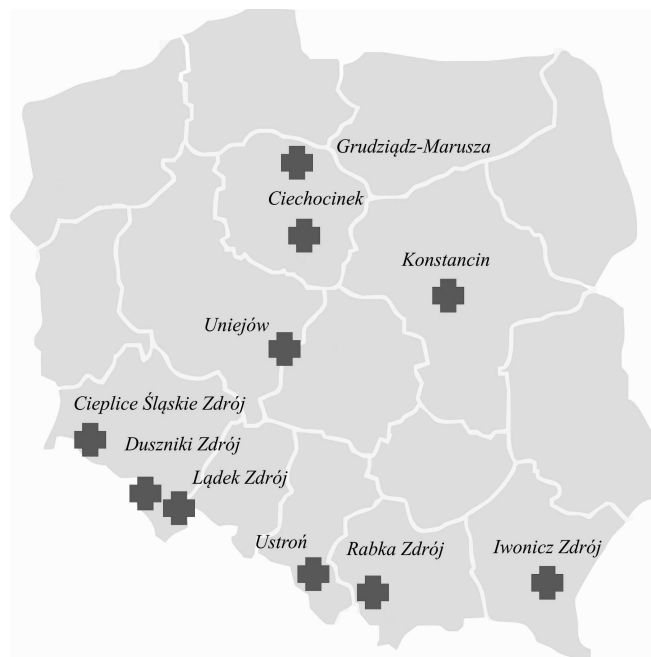 Grudziądz-Marusza
Ciechocinek
Konstancin
Uniejów
Cieplice Śląskie Zdrój
Duszniki Zdrój
Lądek Zdrój
Ustroń
Rabka Zdrój
Iwonicz Zdrój